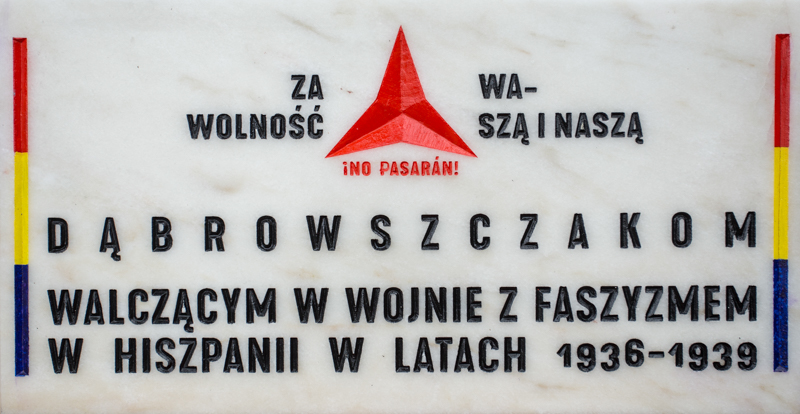 ZA WA-
WOLNOŚĆ SZĄ I NASZĄ
¡NO PASARÁN!
DĄBROWSZCZAKOM
WALCZĄCYM W WOJNIE Z FASZYZMEM
W HISZPANII W LATACH 1936-1939